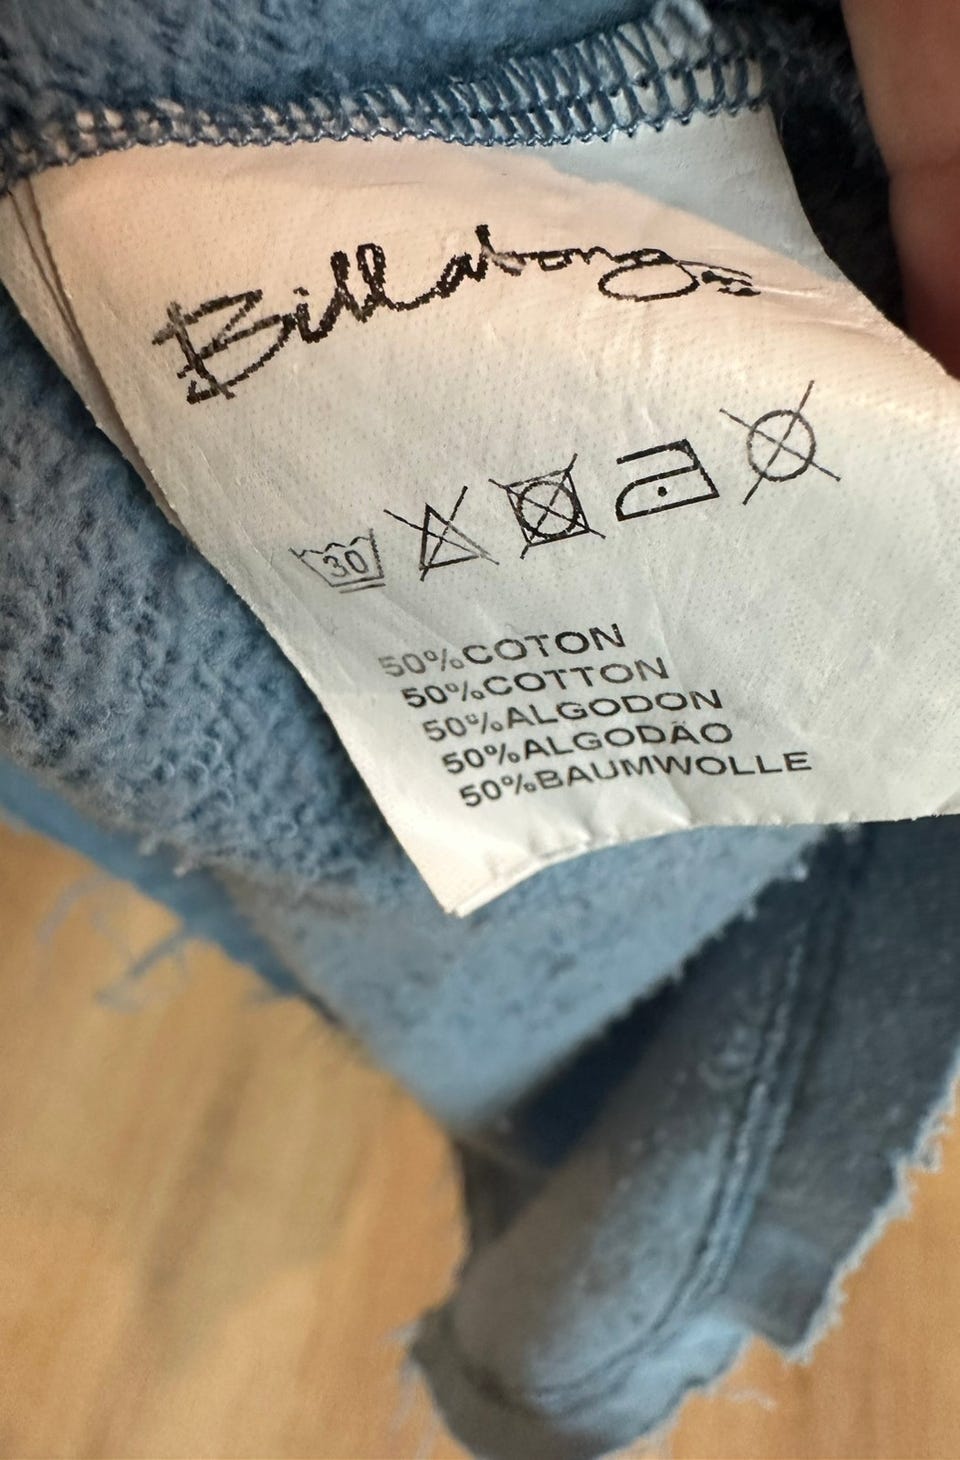 Billabong
30
50%COTON
50%COTTON
50%ALGODON
50%ALGODÃO
50%BAUMWOLLE